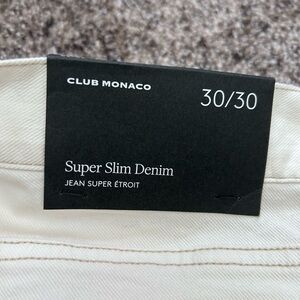 CLUB MONACO
30/30
Super Slim Denim
JEAN SUPER ÉTROIT